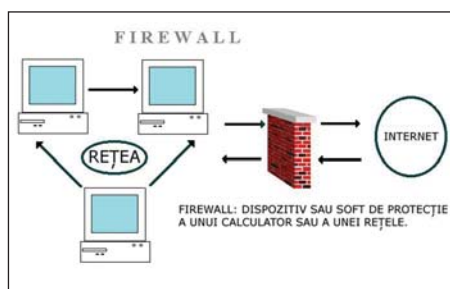 FIREWALL
REȚEA
INTERNET
FIREWALL: DISPOZITIV SAU SOFT DE PROTECȚIE
A UNUI CALCULATOR SAU A UNEI REȚELE.